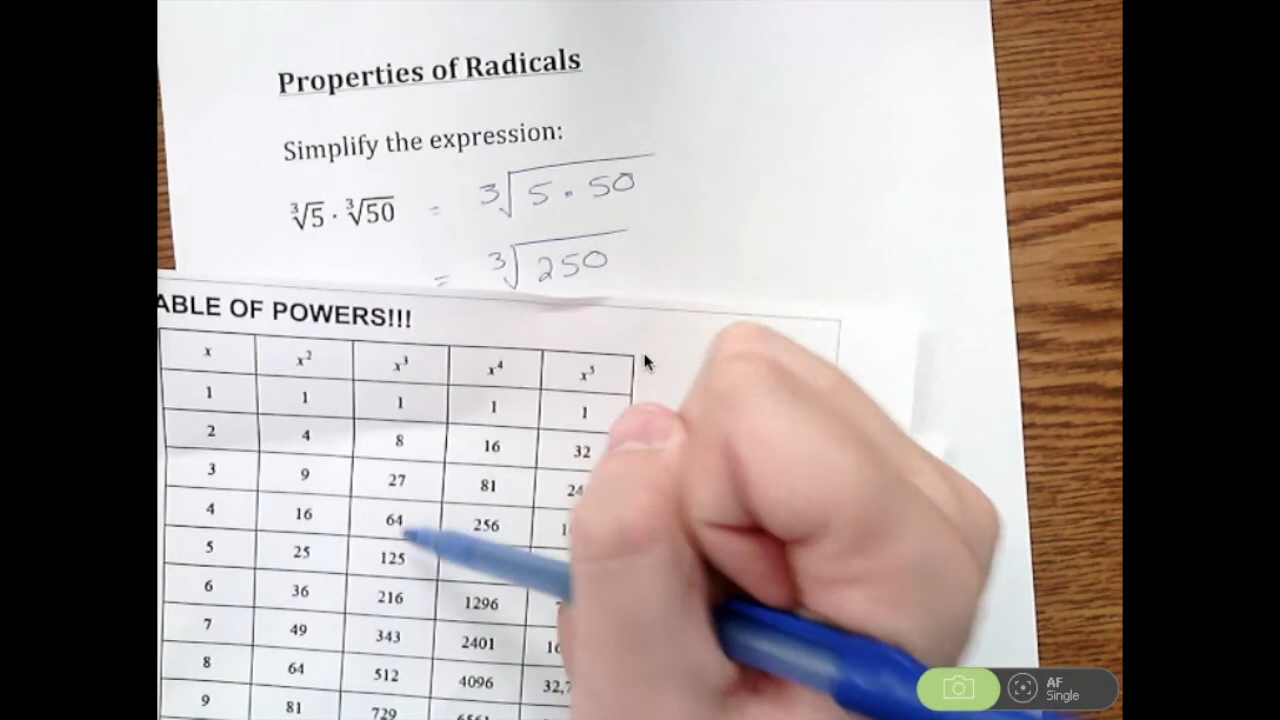 Properties of Radicals
Simplify the expression:
∛5 · ∛50 = ∛5 · 50
= ∛250
ABLE OF POWERS!!!
x x² x³ x⁴ x⁵
1 1 1 1 1
2 4 8 16 32
3 9 27 81
4 16 64 256
5 25 125
6 36 216 1296
7 49 343 2401
8 64 512 4096
9 81 729
AF
Single